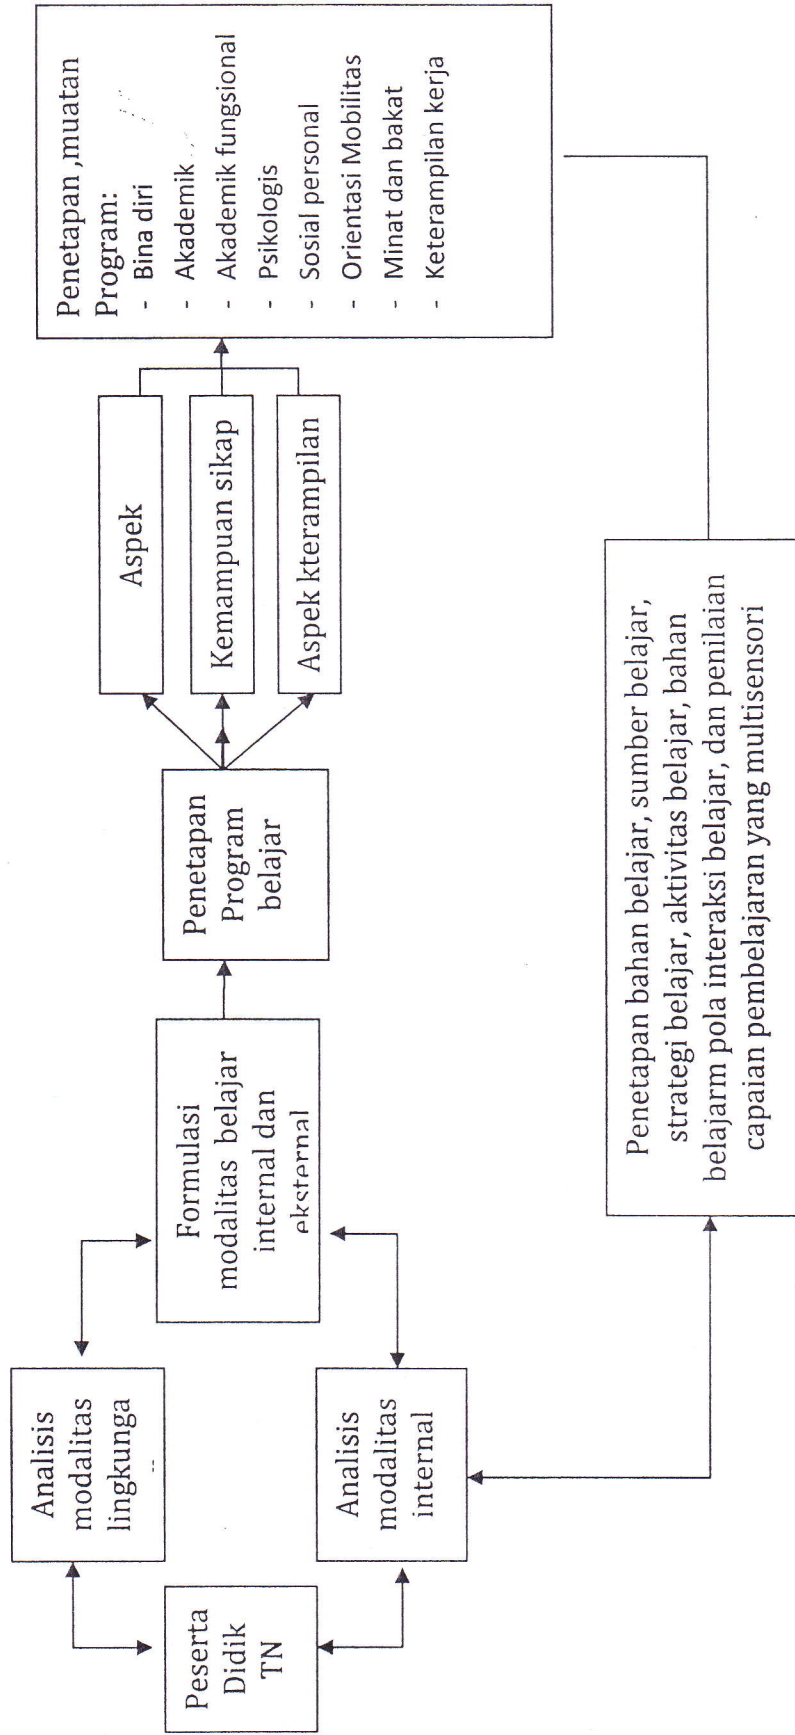 Peserta
Didik
TN
Analisis
modalitas
lingkunga
Analisis
modalitas
internal
Formulasi
modalitas belajar
internal dan
eksternal
Penetapan
Program
belajar
Aspek
Kemampuan sikap
Aspek kterampilan
Penetapan ,muatan
Program:
- Bina diri
- Akademik
- Akademik fungsional
- Psikologis
- Sosial personal
- Orientasi Mobilitas
- Minat dan bakat
- Keterampilan kerja
Penetapan bahan belajar, sumber belajar,
strategi belajar, aktivitas belajar, bahan
belajarm pola interaksi belajar, dan penilaian
capaian pembelajaran yang multisensori